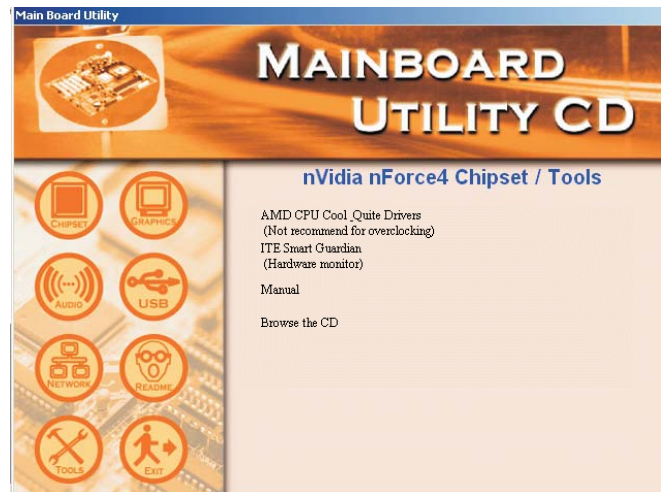 Main Board Utility
MAINBOARD
UTILITY CD
nVidia nForce4 Chipset / Tools
AMD CPU Cool_Quite Drivers
(Not recommend for overclocking)
ITE Smart Guardian
(Hardware monitor)
Manual
Browse the CD
CHIPSET
GRAPHICS
AUDIO
USB
NETWORK
README
TOOLS
EXIT